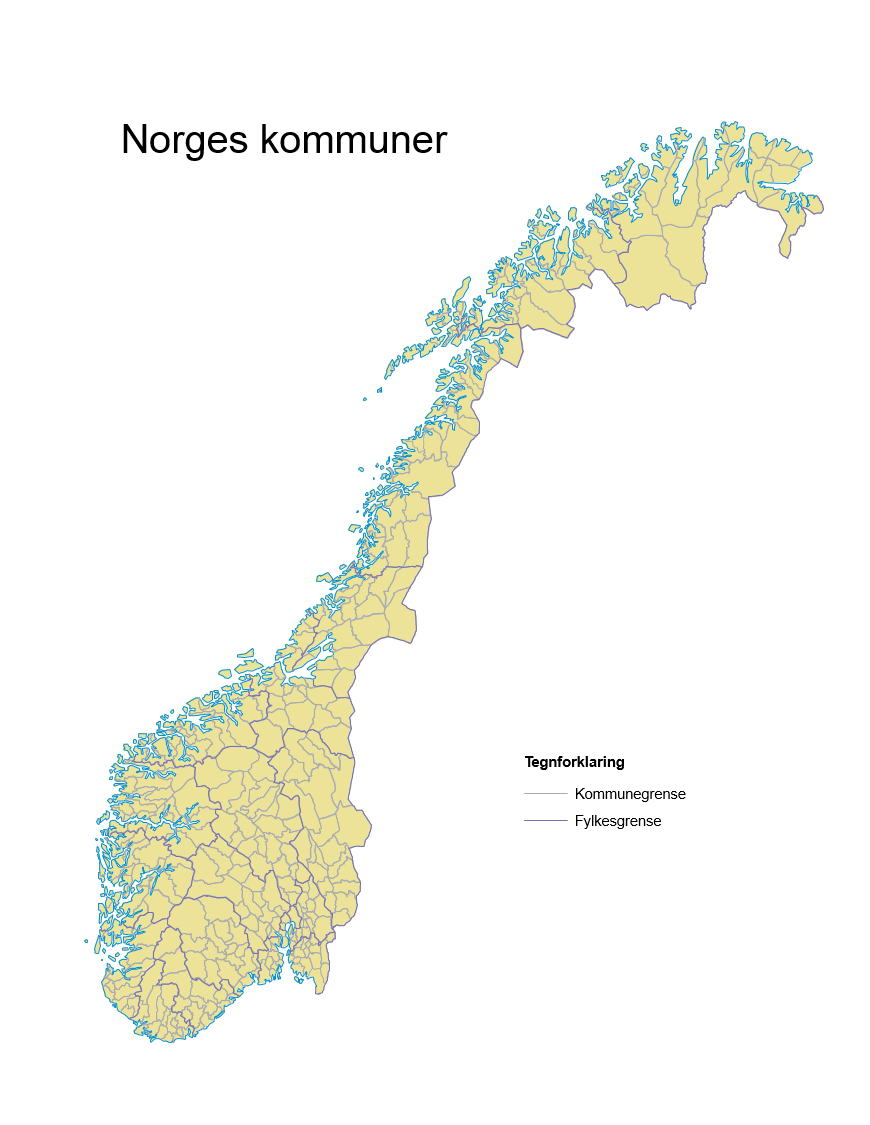 Norges kommuner
Tegnforklaring
Kommunegrense
Fylkesgrense